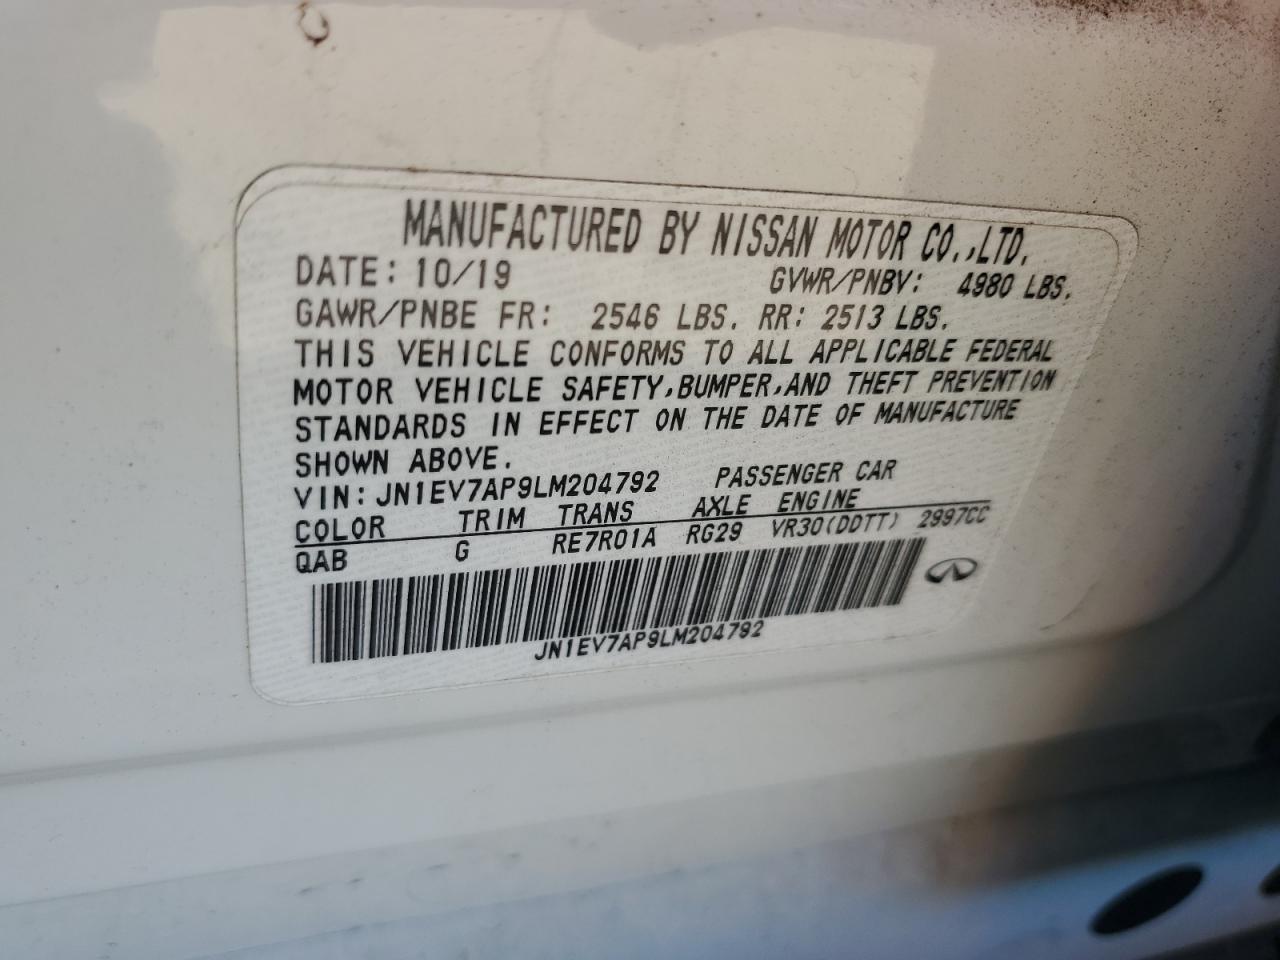 MANUFACTURED BY NISSAN MOTOR CO.,LTD.
DATE: 10/19 GVWR/PNBV: 4980 LBS.
GAWR/PNBE FR: 2546 LBS. RR: 2513 LBS.
THIS VEHICLE CONFORMS TO ALL APPLICABLE FEDERAL
MOTOR VEHICLE SAFETY,BUMPER,AND THEFT PREVENTION
STANDARDS IN EFFECT ON THE DATE OF MANUFACTURE
SHOWN ABOVE.
VIN: JN1EV7AP9LM204792 PASSENGER CAR
COLOR TRIM TRANS AXLE ENGINE
QAB G RE7R01A RG29 VR30(DDTT) 2997CC
JN1EV7AP9LM204792